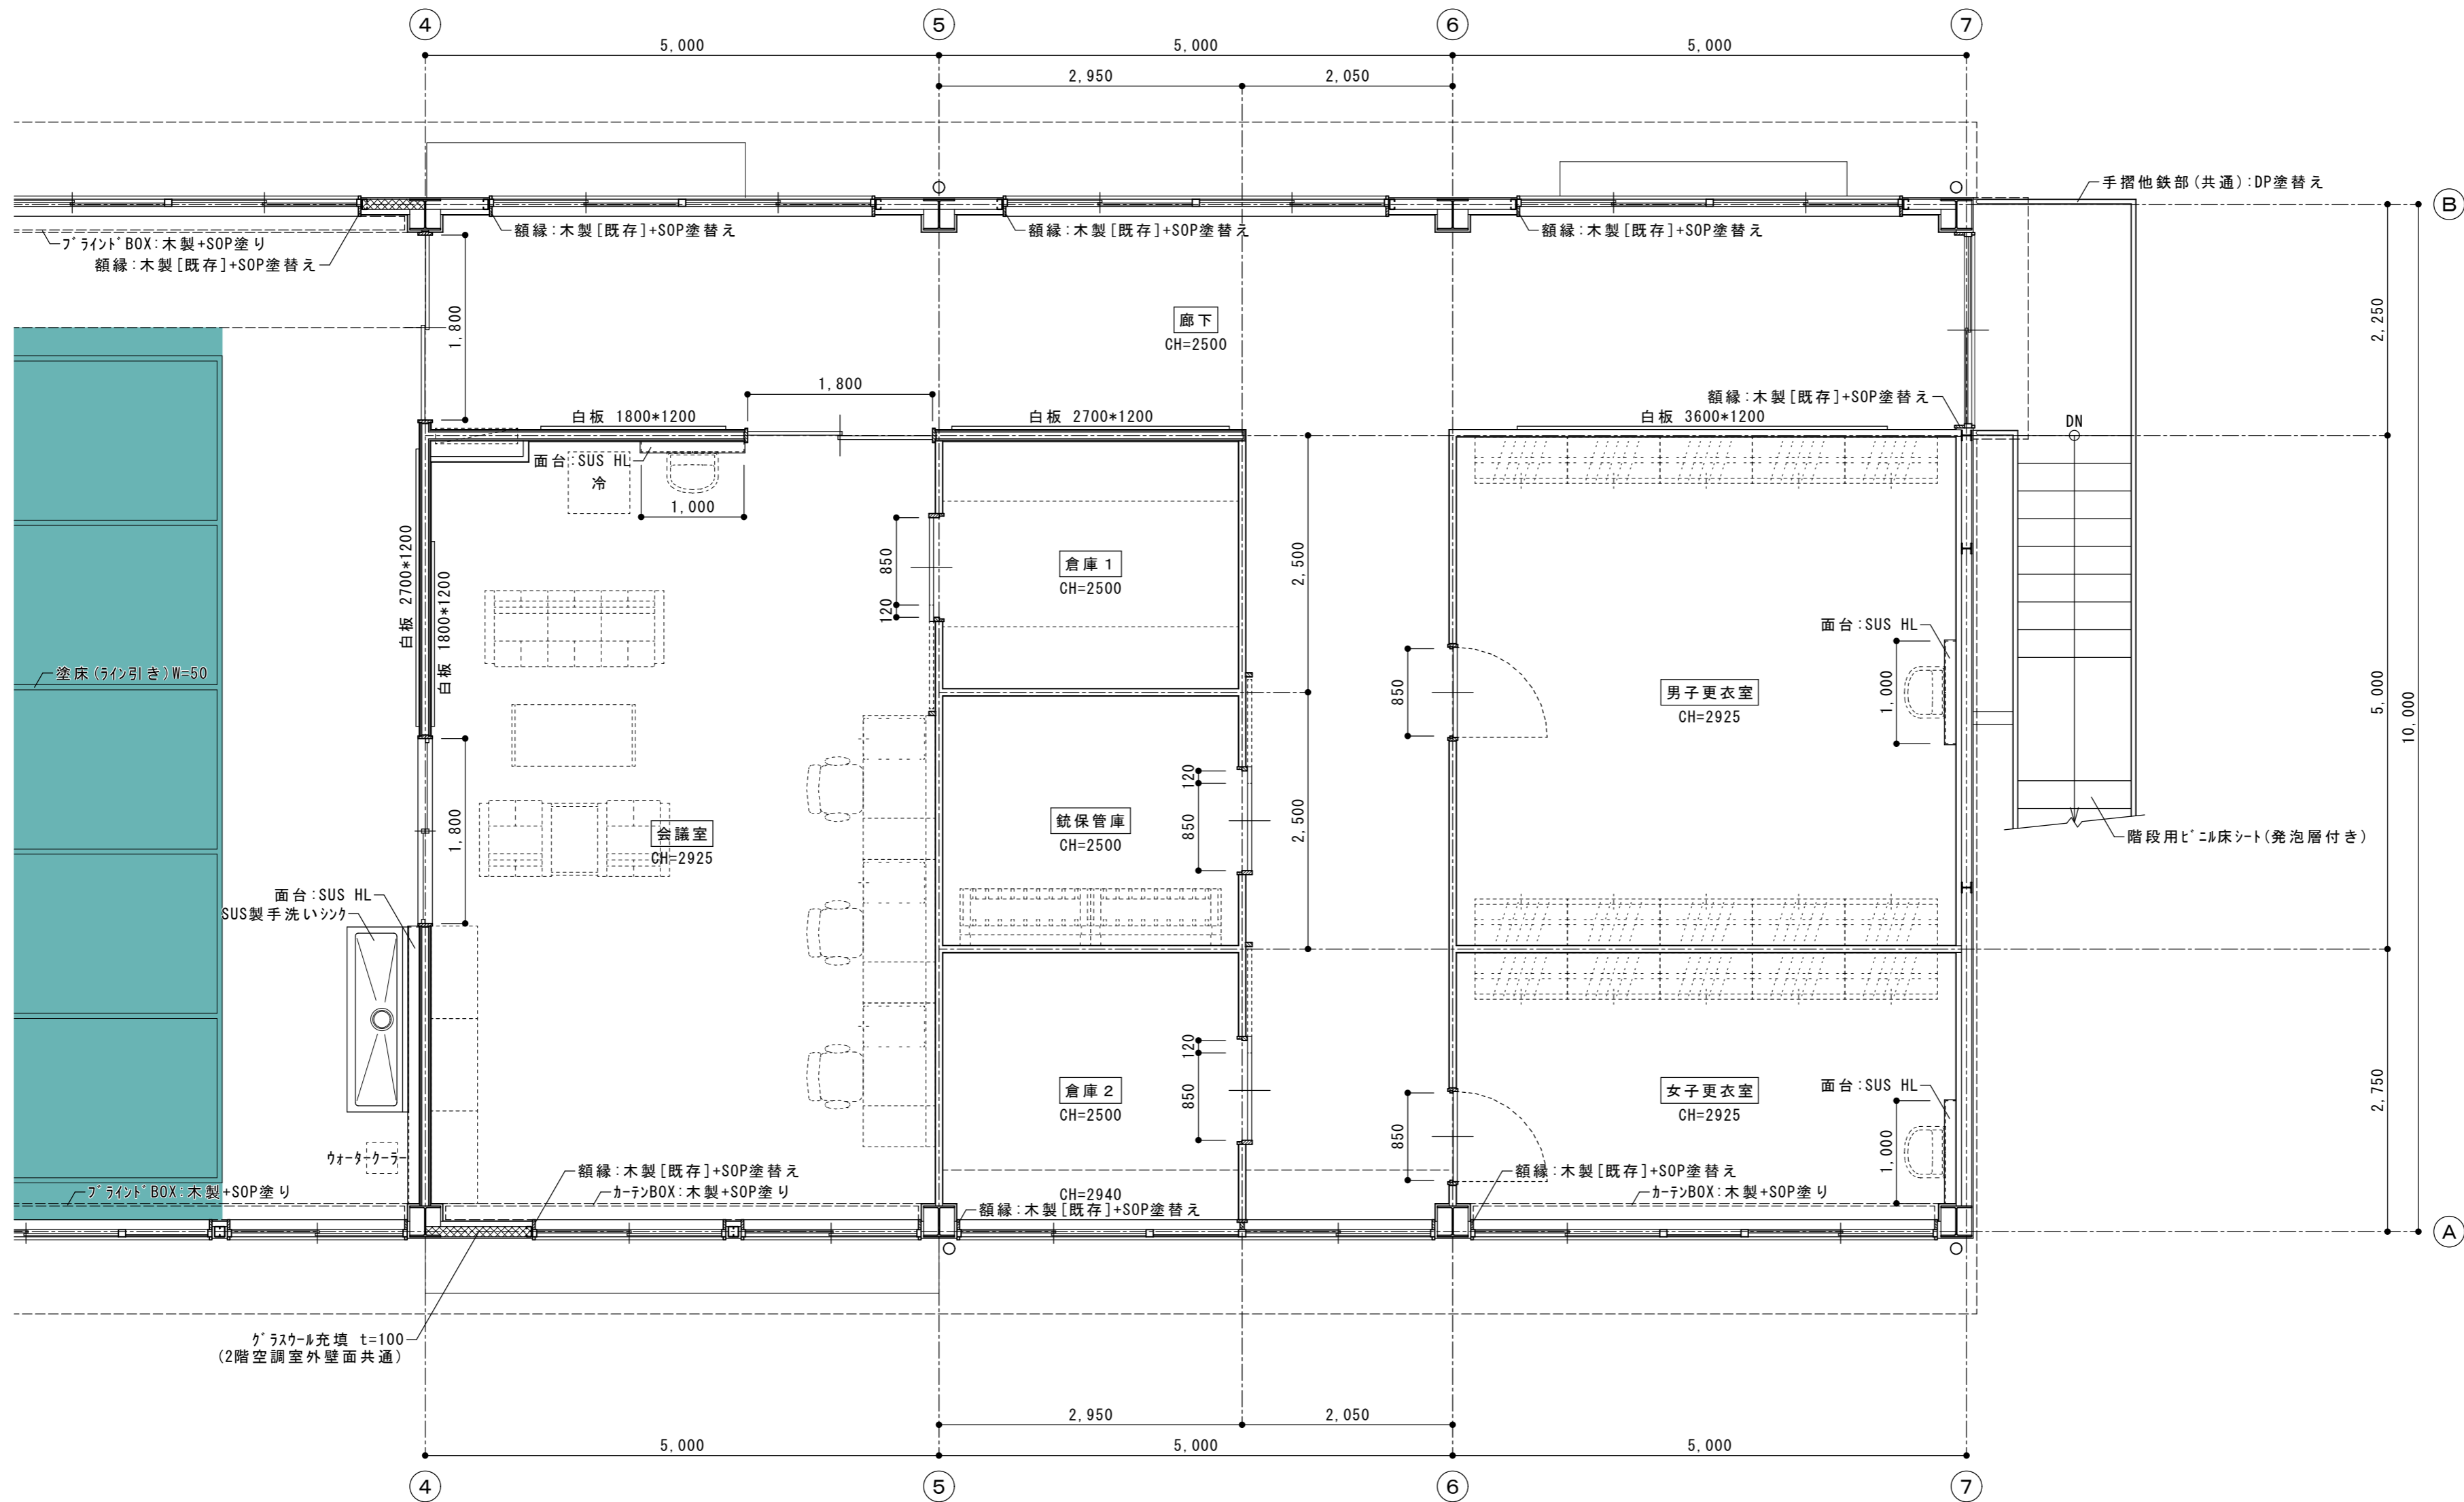 ④ ⑤ ⑥ ⑦
5,000 5,000 5,000
2,950 2,050
手摺他鉄部(共通):DP塗替え
Ⓑ
ﾌﾞﾗｲﾝﾄﾞBOX:木製+SOP塗り
額縁:木製[既存]+SOP塗替え
額縁:木製[既存]+SOP塗替え
額縁:木製[既存]+SOP塗替え
額縁:木製[既存]+SOP塗替え
1,800
廊下
CH=2500
2,250
1,800
額縁:木製[既存]+SOP塗替え
白板 1800*1200
白板 2700*1200
白板 3600*1200
DN
面台:SUS HL
冷
1,000
白板 2700*1200
白板 1800*1200
850
120
倉庫1
CH=2500
2,500
面台:SUS HL
塗床(ﾗｲﾝ引き)W=50
850
男子更衣室
CH=2925
1,000
5,000
10,000
会議室
CH=2925
1,800
銃保管庫
CH=2500
120
850
2,500
階段用ﾋﾞﾆﾙ床ｼｰﾄ(発泡層付き)
面台:SUS HL
SUS製手洗いｼﾝｸ
倉庫2
CH=2500
120
850
850
女子更衣室
CH=2925
面台:SUS HL
1,000
2,750
ｳｫｰﾀｰｸｰﾗｰ
ﾌﾞﾗｲﾝﾄﾞBOX:木製+SOP塗り
額縁:木製[既存]+SOP塗替え
ｶｰﾃﾝBOX:木製+SOP塗り
CH=2940
額縁:木製[既存]+SOP塗替え
額縁:木製[既存]+SOP塗替え
ｶｰﾃﾝBOX:木製+SOP塗り
Ⓐ
ｸﾞﾗｽｳｰﾙ充填 t=100
(2階空調室外壁面共通)
2,950 2,050
5,000 5,000 5,000
④ ⑤ ⑥ ⑦